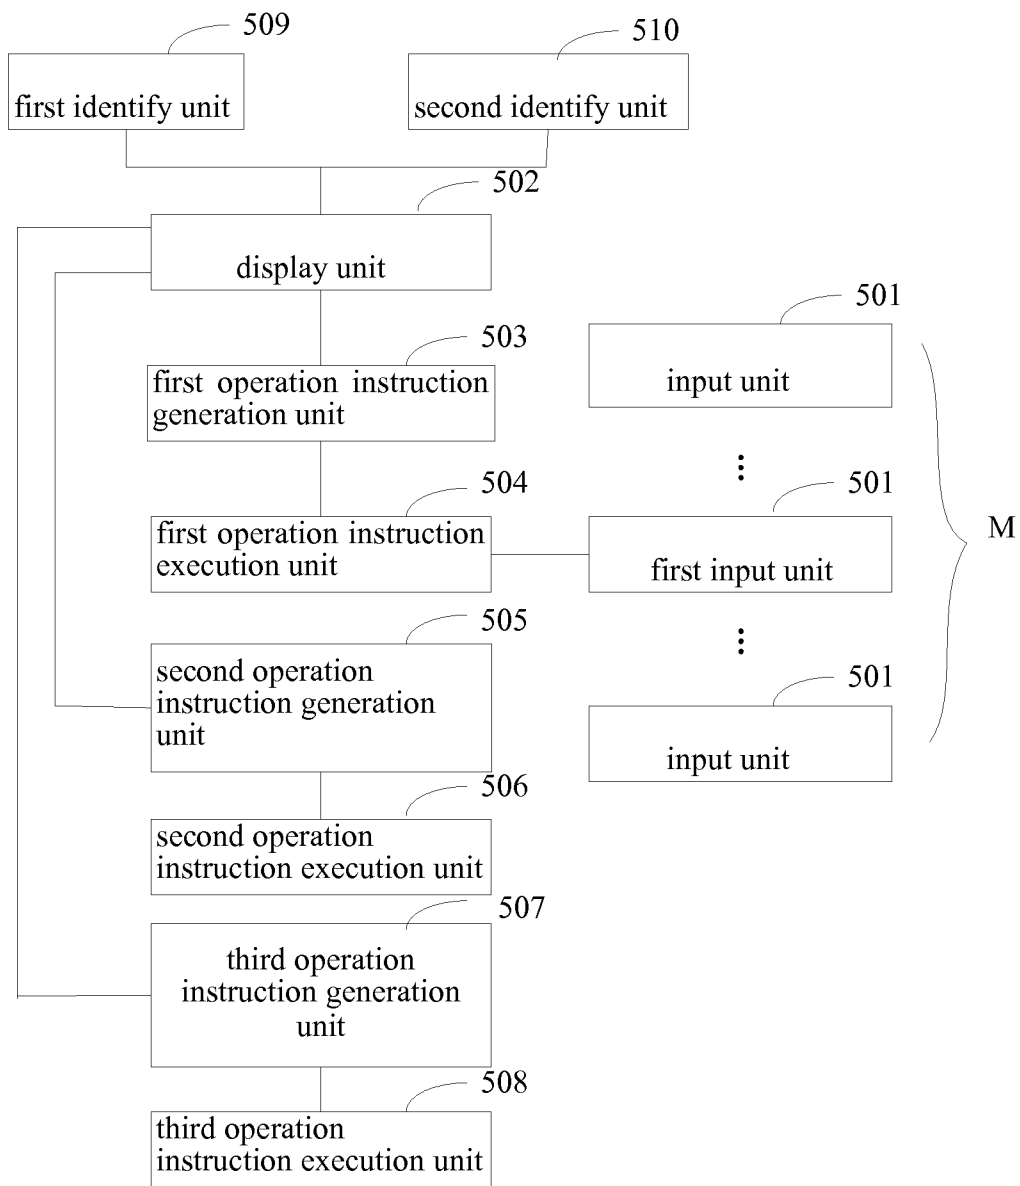 509
510
first identify unit
second identify unit
502
display unit
501
503
input unit
first operation instruction
generation unit
504
501
first operation instruction
execution unit
first input unit
M
505
second operation
instruction generation
unit
501
input unit
506
second operation
instruction execution unit
507
third operation
instruction generation
unit
508
third operation
instruction execution unit